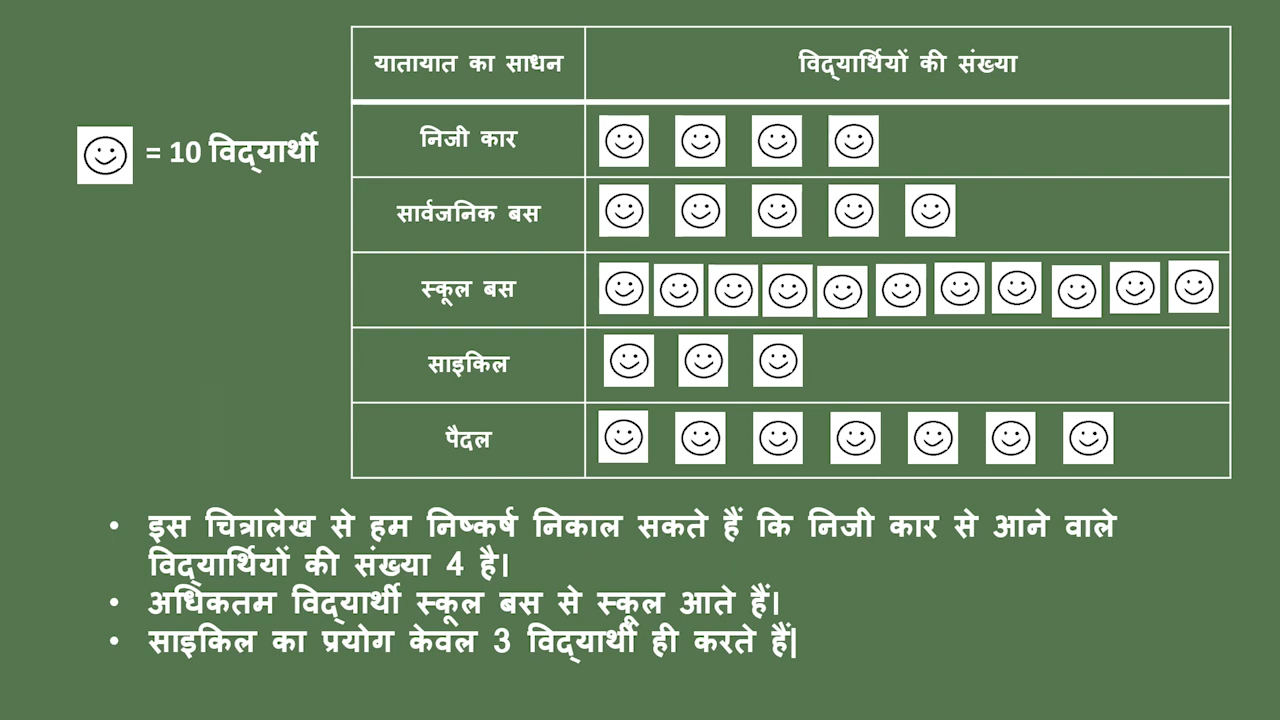 यातायात का साधन विद्यार्थियों की संख्या
= 10 विद्यार्थी
निजी कार
सार्वजनिक बस
स्कूल बस
साइकिल
पैदल
• इस चित्रालेख से हम निष्कर्ष निकाल सकते हैं कि निजी कार से आने वाले
विद्यार्थियों की संख्या 4 है।
• अधिकतम विद्यार्थी स्कूल बस से स्कूल आते हैं।
• साइकिल का प्रयोग केवल 3 विद्यार्थी ही करते हैं|